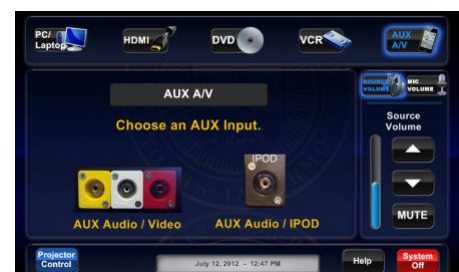 PC/
Laptop
HDMI
DVD
VCR
AUX
A/V
AUX A/V
Choose an AUX Input.
IPOD
AUX Audio / Video
AUX Audio / IPOD
SOURCE
VOLUME
MIC
VOLUME
Source
Volume
MUTE
Projector
Control
July 12, 2012 - 12:47 PM
Help
System
Off